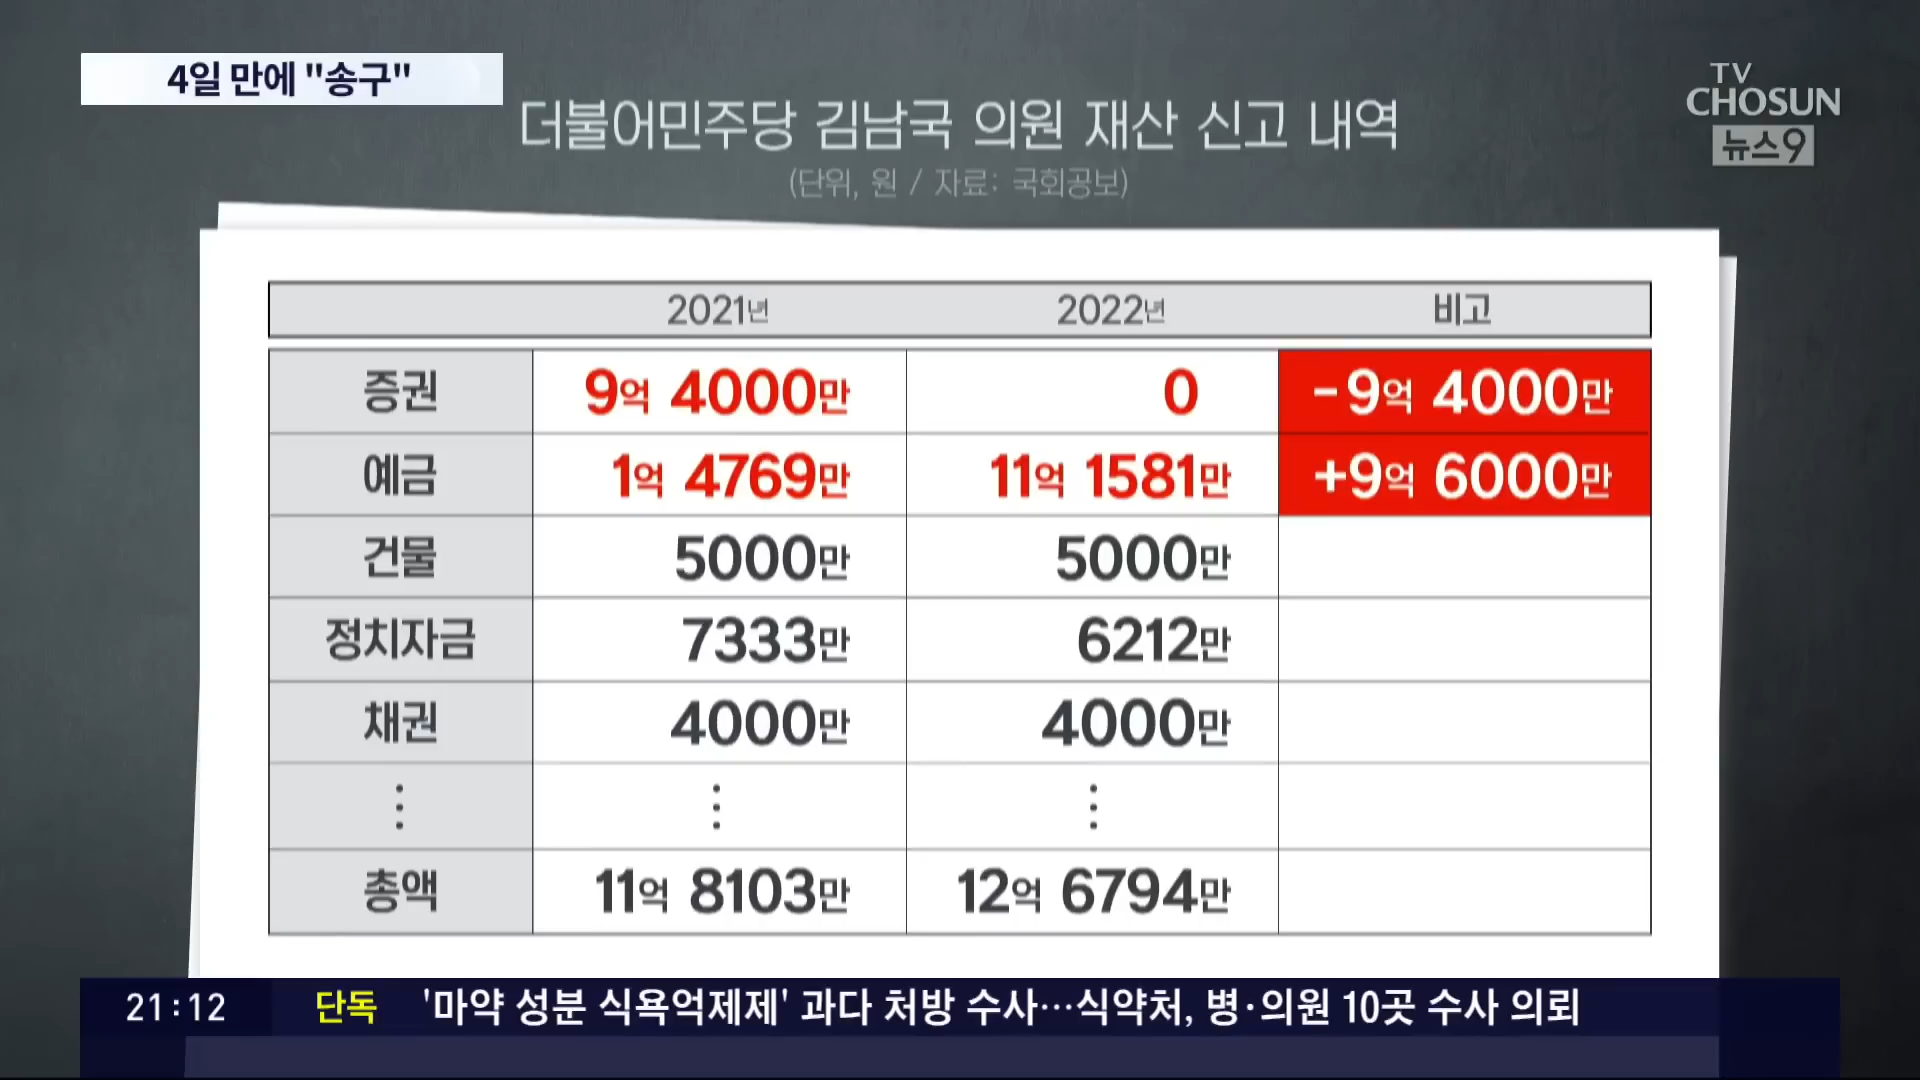 4일 만에 "송구"
TV
CHOSUN
뉴스9
더불어민주당 김남국 의원 재산 신고 내역
(단위, 원 / 자료: 국회공보)
2021년 2022년 비고
증권 9억 4000만 0 -9억 4000만
예금 1억 4769만 11억 1581만 +9억 6000만
건물 5000만 5000만
정치자금 7333만 6212만
채권 4000만 4000만
⋮ ⋮ ⋮
총액 11억 8103만 12억 6794만
21:12 단독 '마약 성분 식욕억제제' 과다 처방 수사…식약처, 병·의원 10곳 수사 의뢰